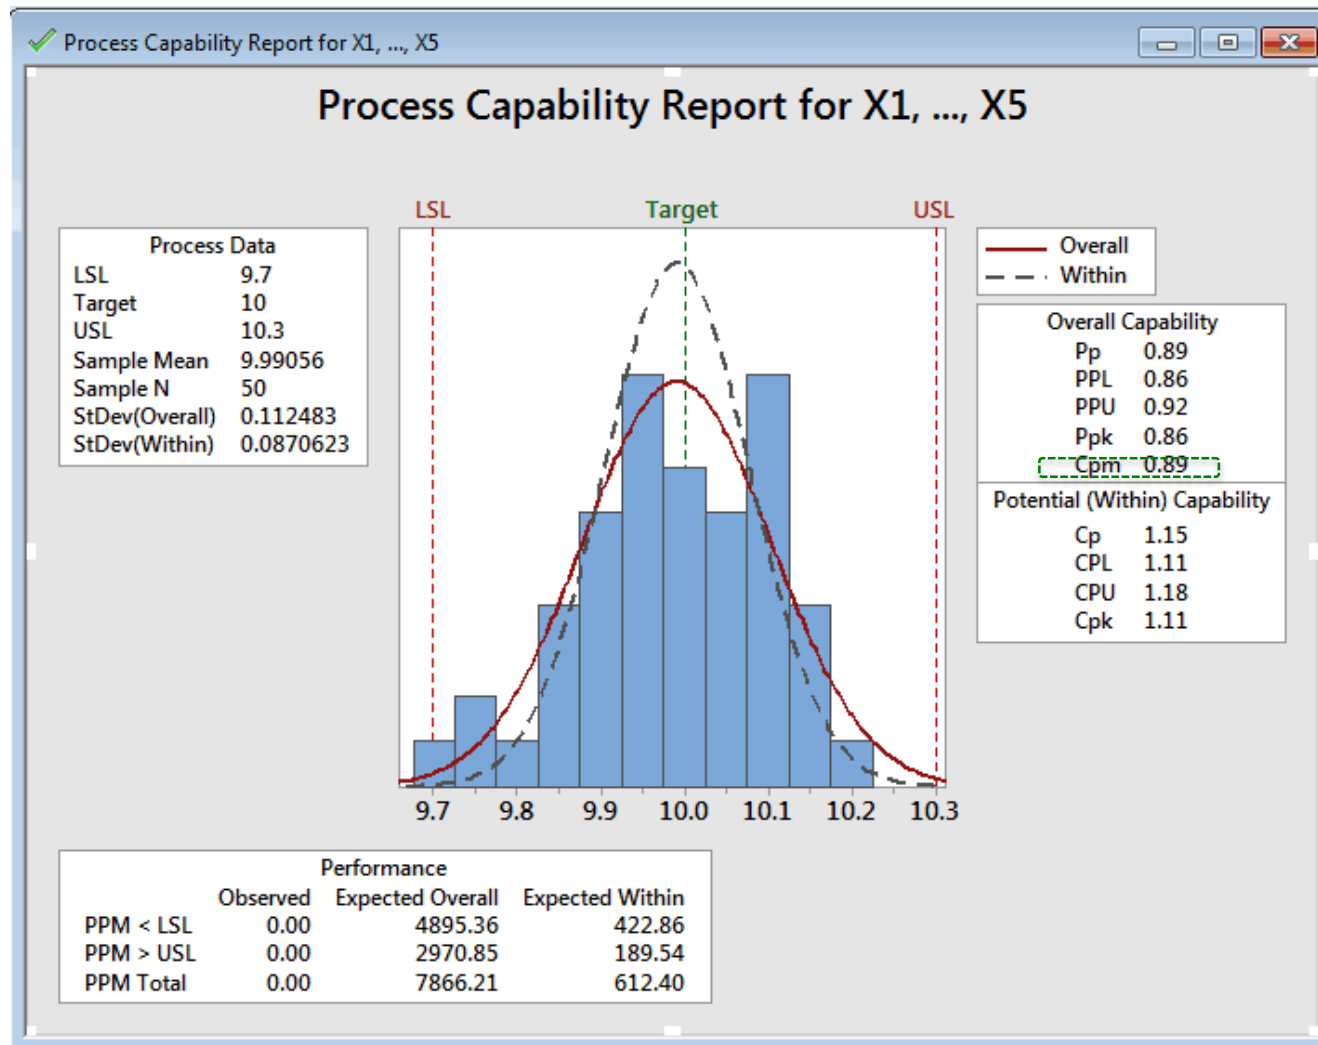 Process Capability Report for X1, ..., X5
Process Capability Report for X1, ..., X5
LSL Target USL
Process Data
LSL 9.7
Target 10
USL 10.3
Sample Mean 9.99056
Sample N 50
StDev(Overall) 0.112483
StDev(Within) 0.0870623
Overall
Within
Overall Capability
Pp 0.89
PPL 0.86
PPU 0.92
Ppk 0.86
Cpm 0.89
Potential (Within) Capability
Cp 1.15
CPL 1.11
CPU 1.18
Cpk 1.11
9.7 9.8 9.9 10.0 10.1 10.2 10.3
Performance
Observed Expected Overall Expected Within
PPM < LSL 0.00 4895.36 422.86
PPM > USL 0.00 2970.85 189.54
PPM Total 0.00 7866.21 612.40